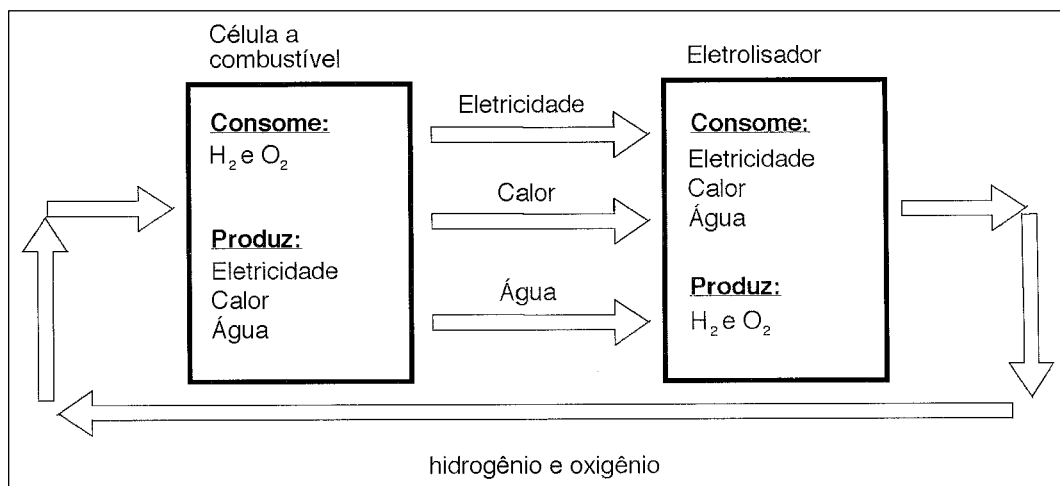 Célula a
combustível
Consome:
H₂ e O₂
Produz:
Eletricidade
Calor
Água
Eletricidade
Calor
Água
Eletrolisador
Consome:
Eletricidade
Calor
Água
Produz:
H₂ e O₂
hidrogênio e oxigênio